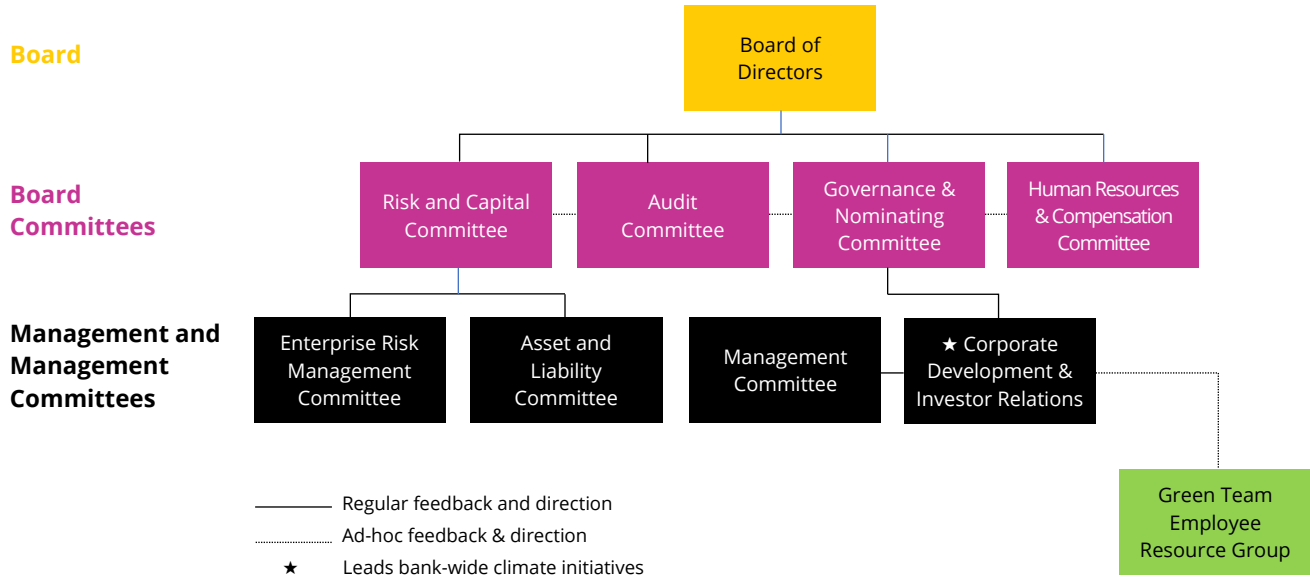 Board
Board of
Directors
Board
Committees
Risk and Capital
Committee
Audit
Committee
Governance &
Nominating
Committee
Human Resources
& Compensation
Committee
Management and
Management
Committees
Enterprise Risk
Management
Committee
Asset and
Liability
Committee
Management
Committee
★ Corporate
Development &
Investor Relations
Regular feedback and direction
Ad-hoc feedback & direction
★ Leads bank-wide climate initiatives
Green Team
Employee
Resource Group